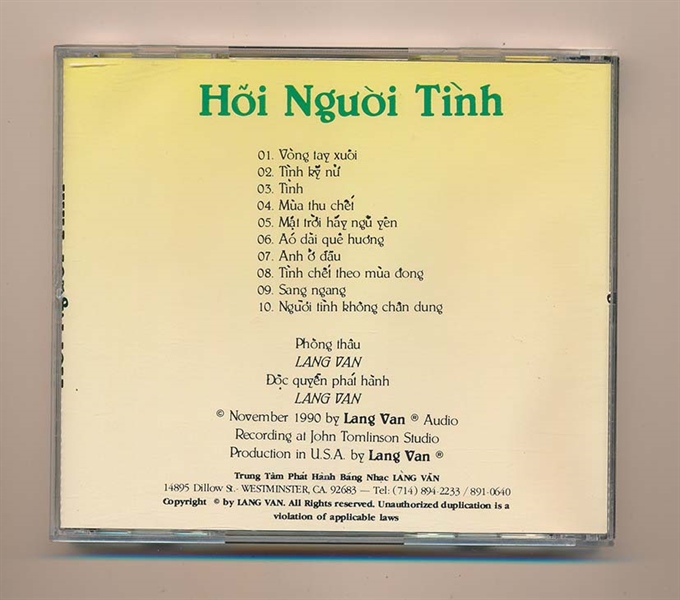 Hỡi Người Tình
01. Vòng tay xuôi
02. Tình kỹ nữ
03. Tình
04. Mùa thu chết
05. Mặt trời hãy ngủ yên
06. Aó dài quê hương
07. Anh ở đâu
08. Tình chết theo mùa đong
09. Sang ngang
10. Người tình không chân dung
Phòng thâu
LANG VAN
Độc quyền phát hành
LANG VAN
© November 1990 by Lang Van ® Audio
Recording at John Tomlinson Studio
Production in U.S.A. by Lang Van ®
Trung Tâm Phát Hành Băng Nhạc LÀNG VĂN
14895 Dillow St.· WESTMINSTER, CA. 92683 — Tel: (714) 894-2233 / 891-0640
Copyright © by LANG VAN. All Rights reserved. Unauthorized duplication is a
violation of applicable laws